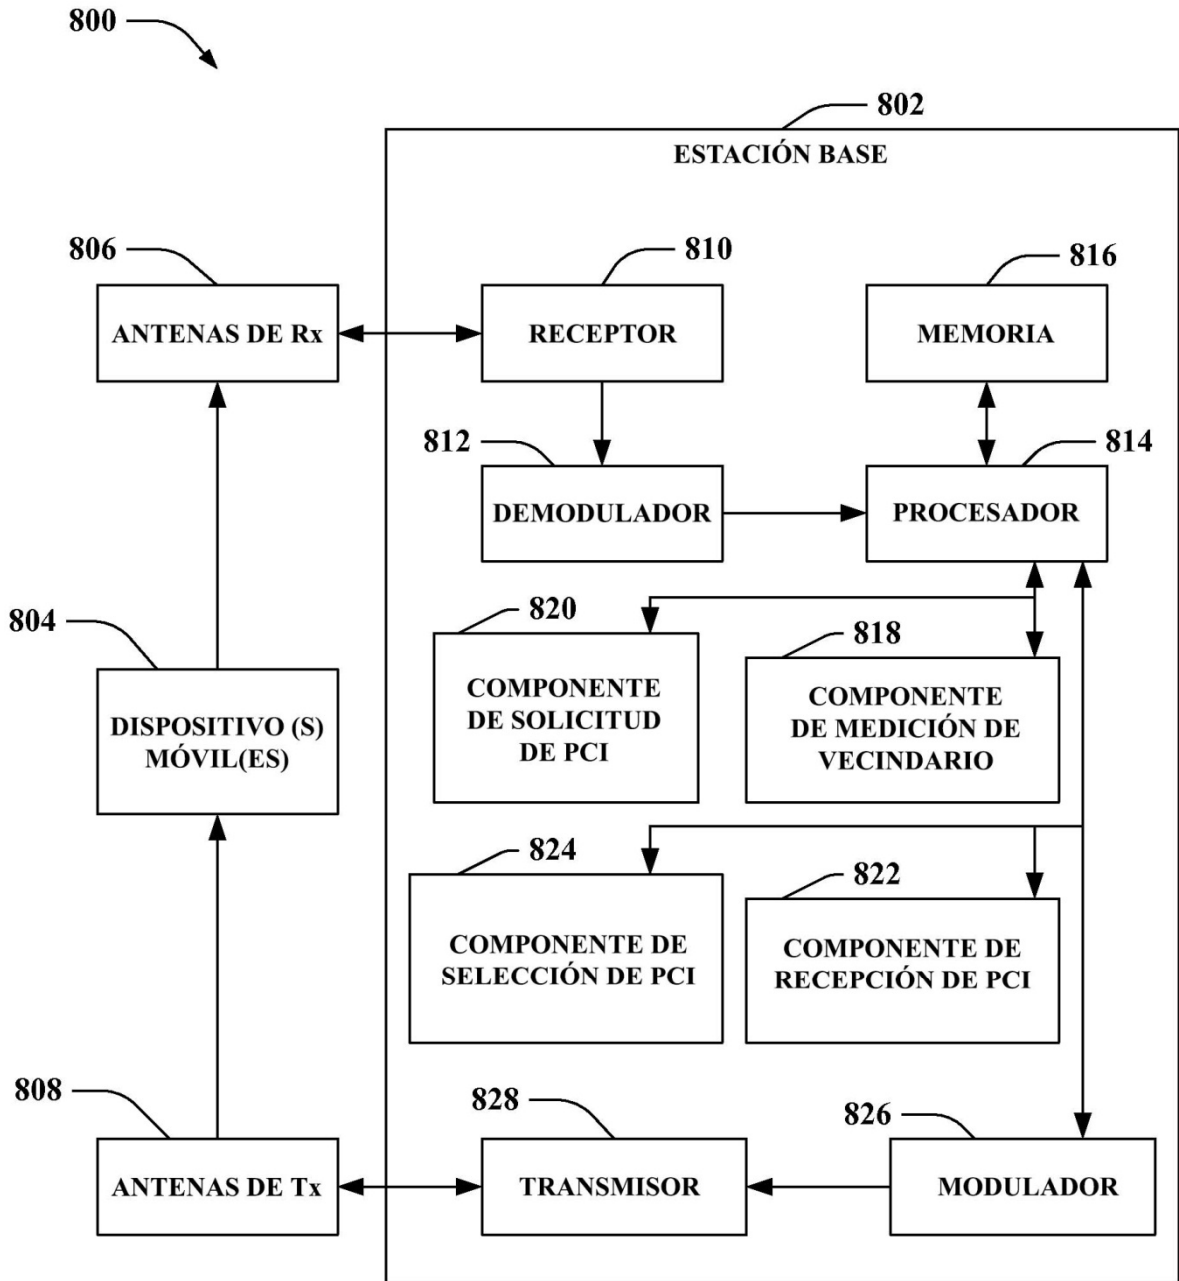 800
802
ESTACIÓN BASE
806
810
816
ANTENAS DE Rx
RECEPTOR
MEMORIA
812
814
DEMODULADOR
PROCESADOR
820
818
804
COMPONENTE
DE SOLICITUD
DE PCI
COMPONENTE
DE MEDICIÓN DE
VECINDARIO
DISPOSITIVO (S)
MÓVIL(ES)
824
822
COMPONENTE DE
SELECCIÓN DE PCI
COMPONENTE DE
RECEPCIÓN DE PCI
808
828
826
ANTENAS DE Tx
TRANSMISOR
MODULADOR